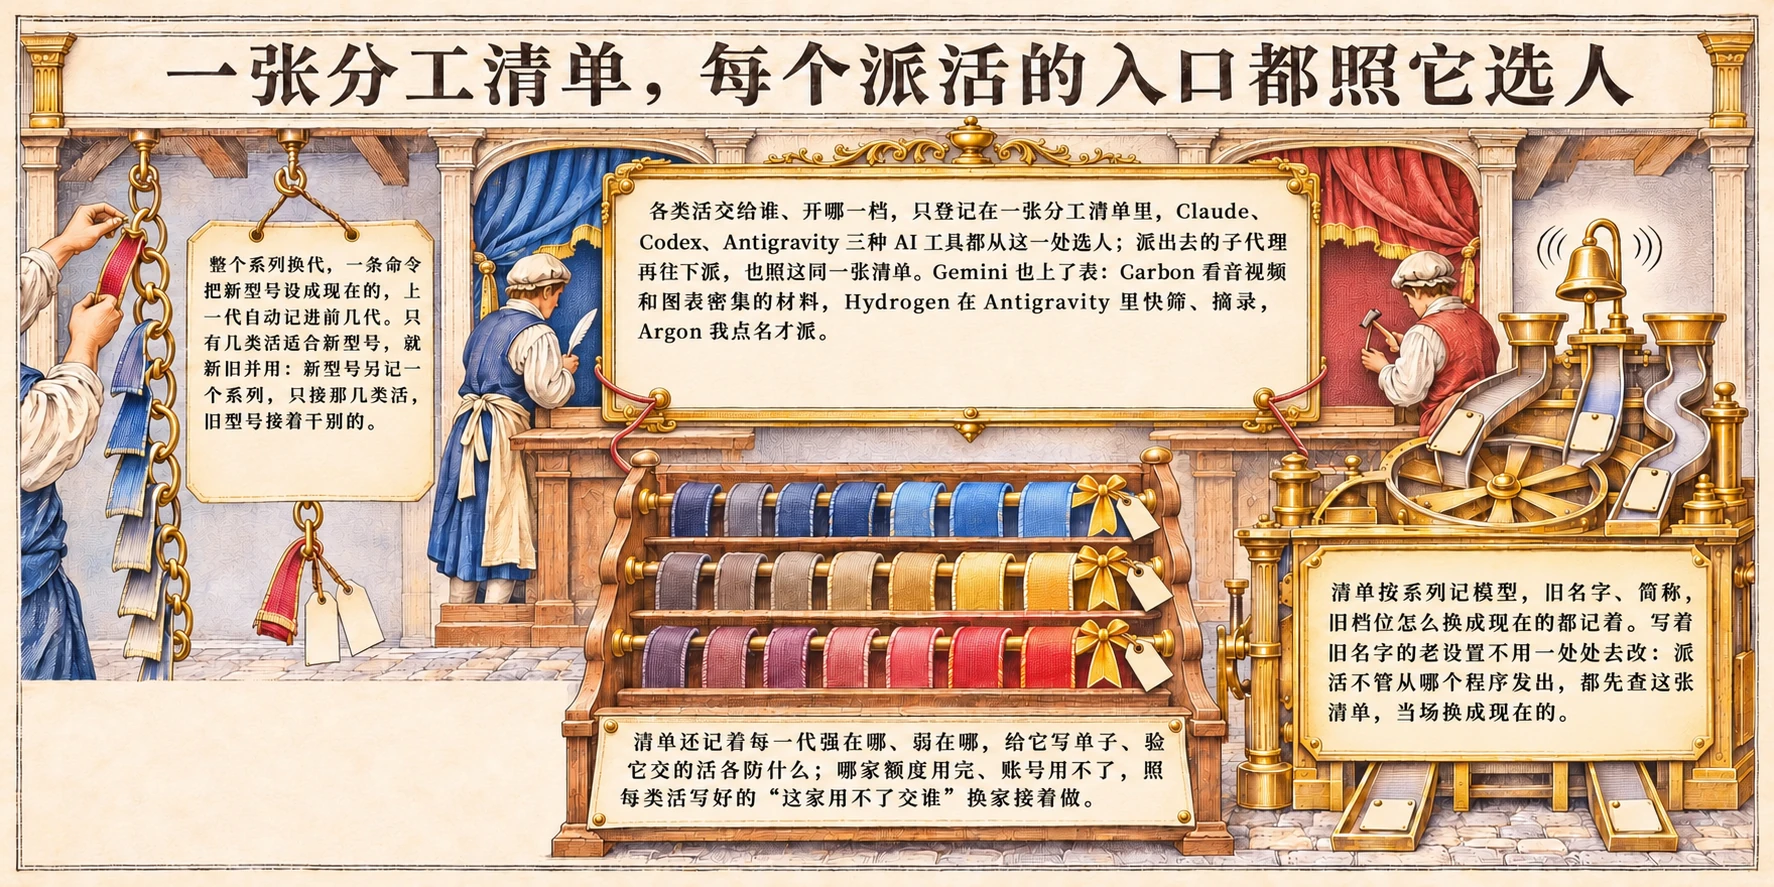 一张分工清单，每个派活的入口都照它选人
整个系列换代，一条命令
把新型号设成现在的，上
一代自动记进前几代。只
有几类活适合新型号，就
新旧并用：新型号另记一
个系列，只接那几类活，
旧型号接着干别的。
各类活交给谁、开哪一档，只登记在一张分工清单里，Claude、
Codex、Antigravity 三种 AI 工具都从这一处选人；派出去的子代理
再往下派，也照这同一张清单。Gemini 也上了表：Carbon 看音视频
和图表密集的材料，Hydrogen 在 Antigravity 里快筛、摘录，
Argon 我点名才派。
清单按系列记模型，旧名字、简称，
旧档位怎么换成现在的都记着。写着
旧名字的老设置不用一处处去改：派
活不管从哪个程序发出，都先查这张
清单，当场换成现在的。
清单还记着每一代强在哪、弱在哪，给它写单子、验
它交的活各防什么；哪家额度用完、账号用不了，照
每类活写好的“这家用不了交谁”换家接着做。